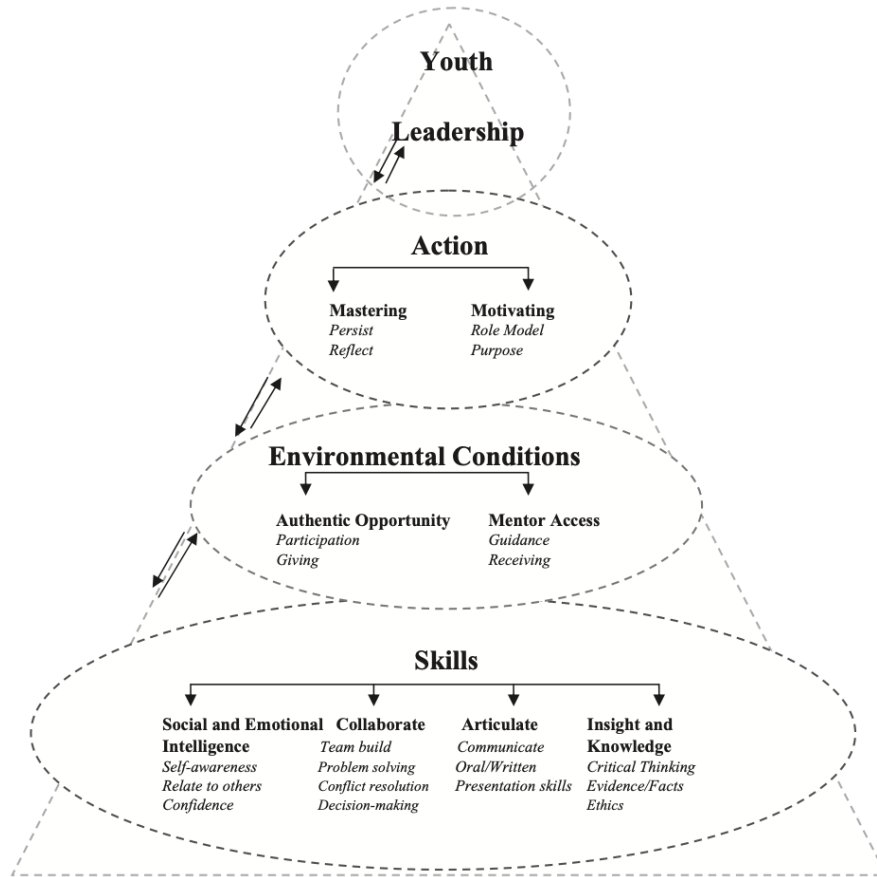 Youth
Leadership
Action
Mastering
Persist
Reflect
Motivating
Role Model
Purpose
Environmental Conditions
Authentic Opportunity
Participation
Giving
Mentor Access
Guidance
Receiving
Skills
Social and Emotional
Intelligence
Self-awareness
Relate to others
Confidence
Collaborate
Team build
Problem solving
Conflict resolution
Decision-making
Articulate
Communicate
Oral/Written
Presentation skills
Insight and
Knowledge
Critical Thinking
Evidence/Facts
Ethics